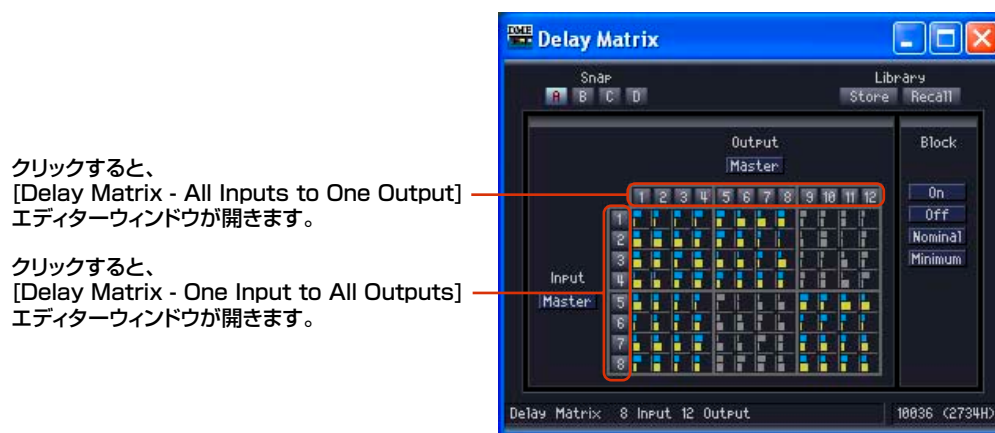 DME Delay Matrix
Snap
A B C D
Library
Store Recall
クリックすると、
[Delay Matrix - All Inputs to One Output]
エディターウィンドウが開きます。
クリックすると、
[Delay Matrix - One Input to All Outputs]
エディターウィンドウが開きます。
Output
Master
1 2 3 4 5 6 7 8 9 10 11 12
Input
Master
1
2
3
4
5
6
7
8
Block
On
Off
Nominal
Minimum
Delay Matrix 8 Input 12 Output
10036 (2734H)